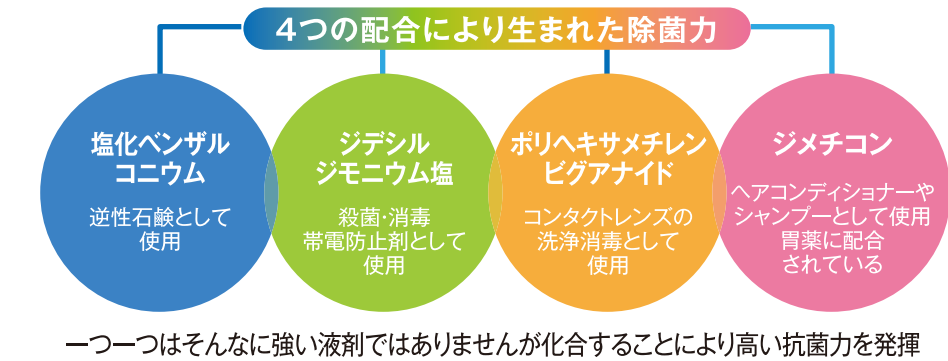 4つの配合により生まれた除菌力
塩化ベンザル
コニウム
逆性石鹸として
使用
ジデシル
ジモニウム塩
殺菌・消毒
帯電防止剤として
使用
ポリヘキサメチレン
ビグアナイド
コンタクトレンズの
洗浄消毒として
使用
ジメチコン
ヘアコンディショナーや
シャンプーとして使用
胃薬に配合
されている
一つ一つはそんなに強い液剤ではありませんが化合することにより高い抗菌力を発揮